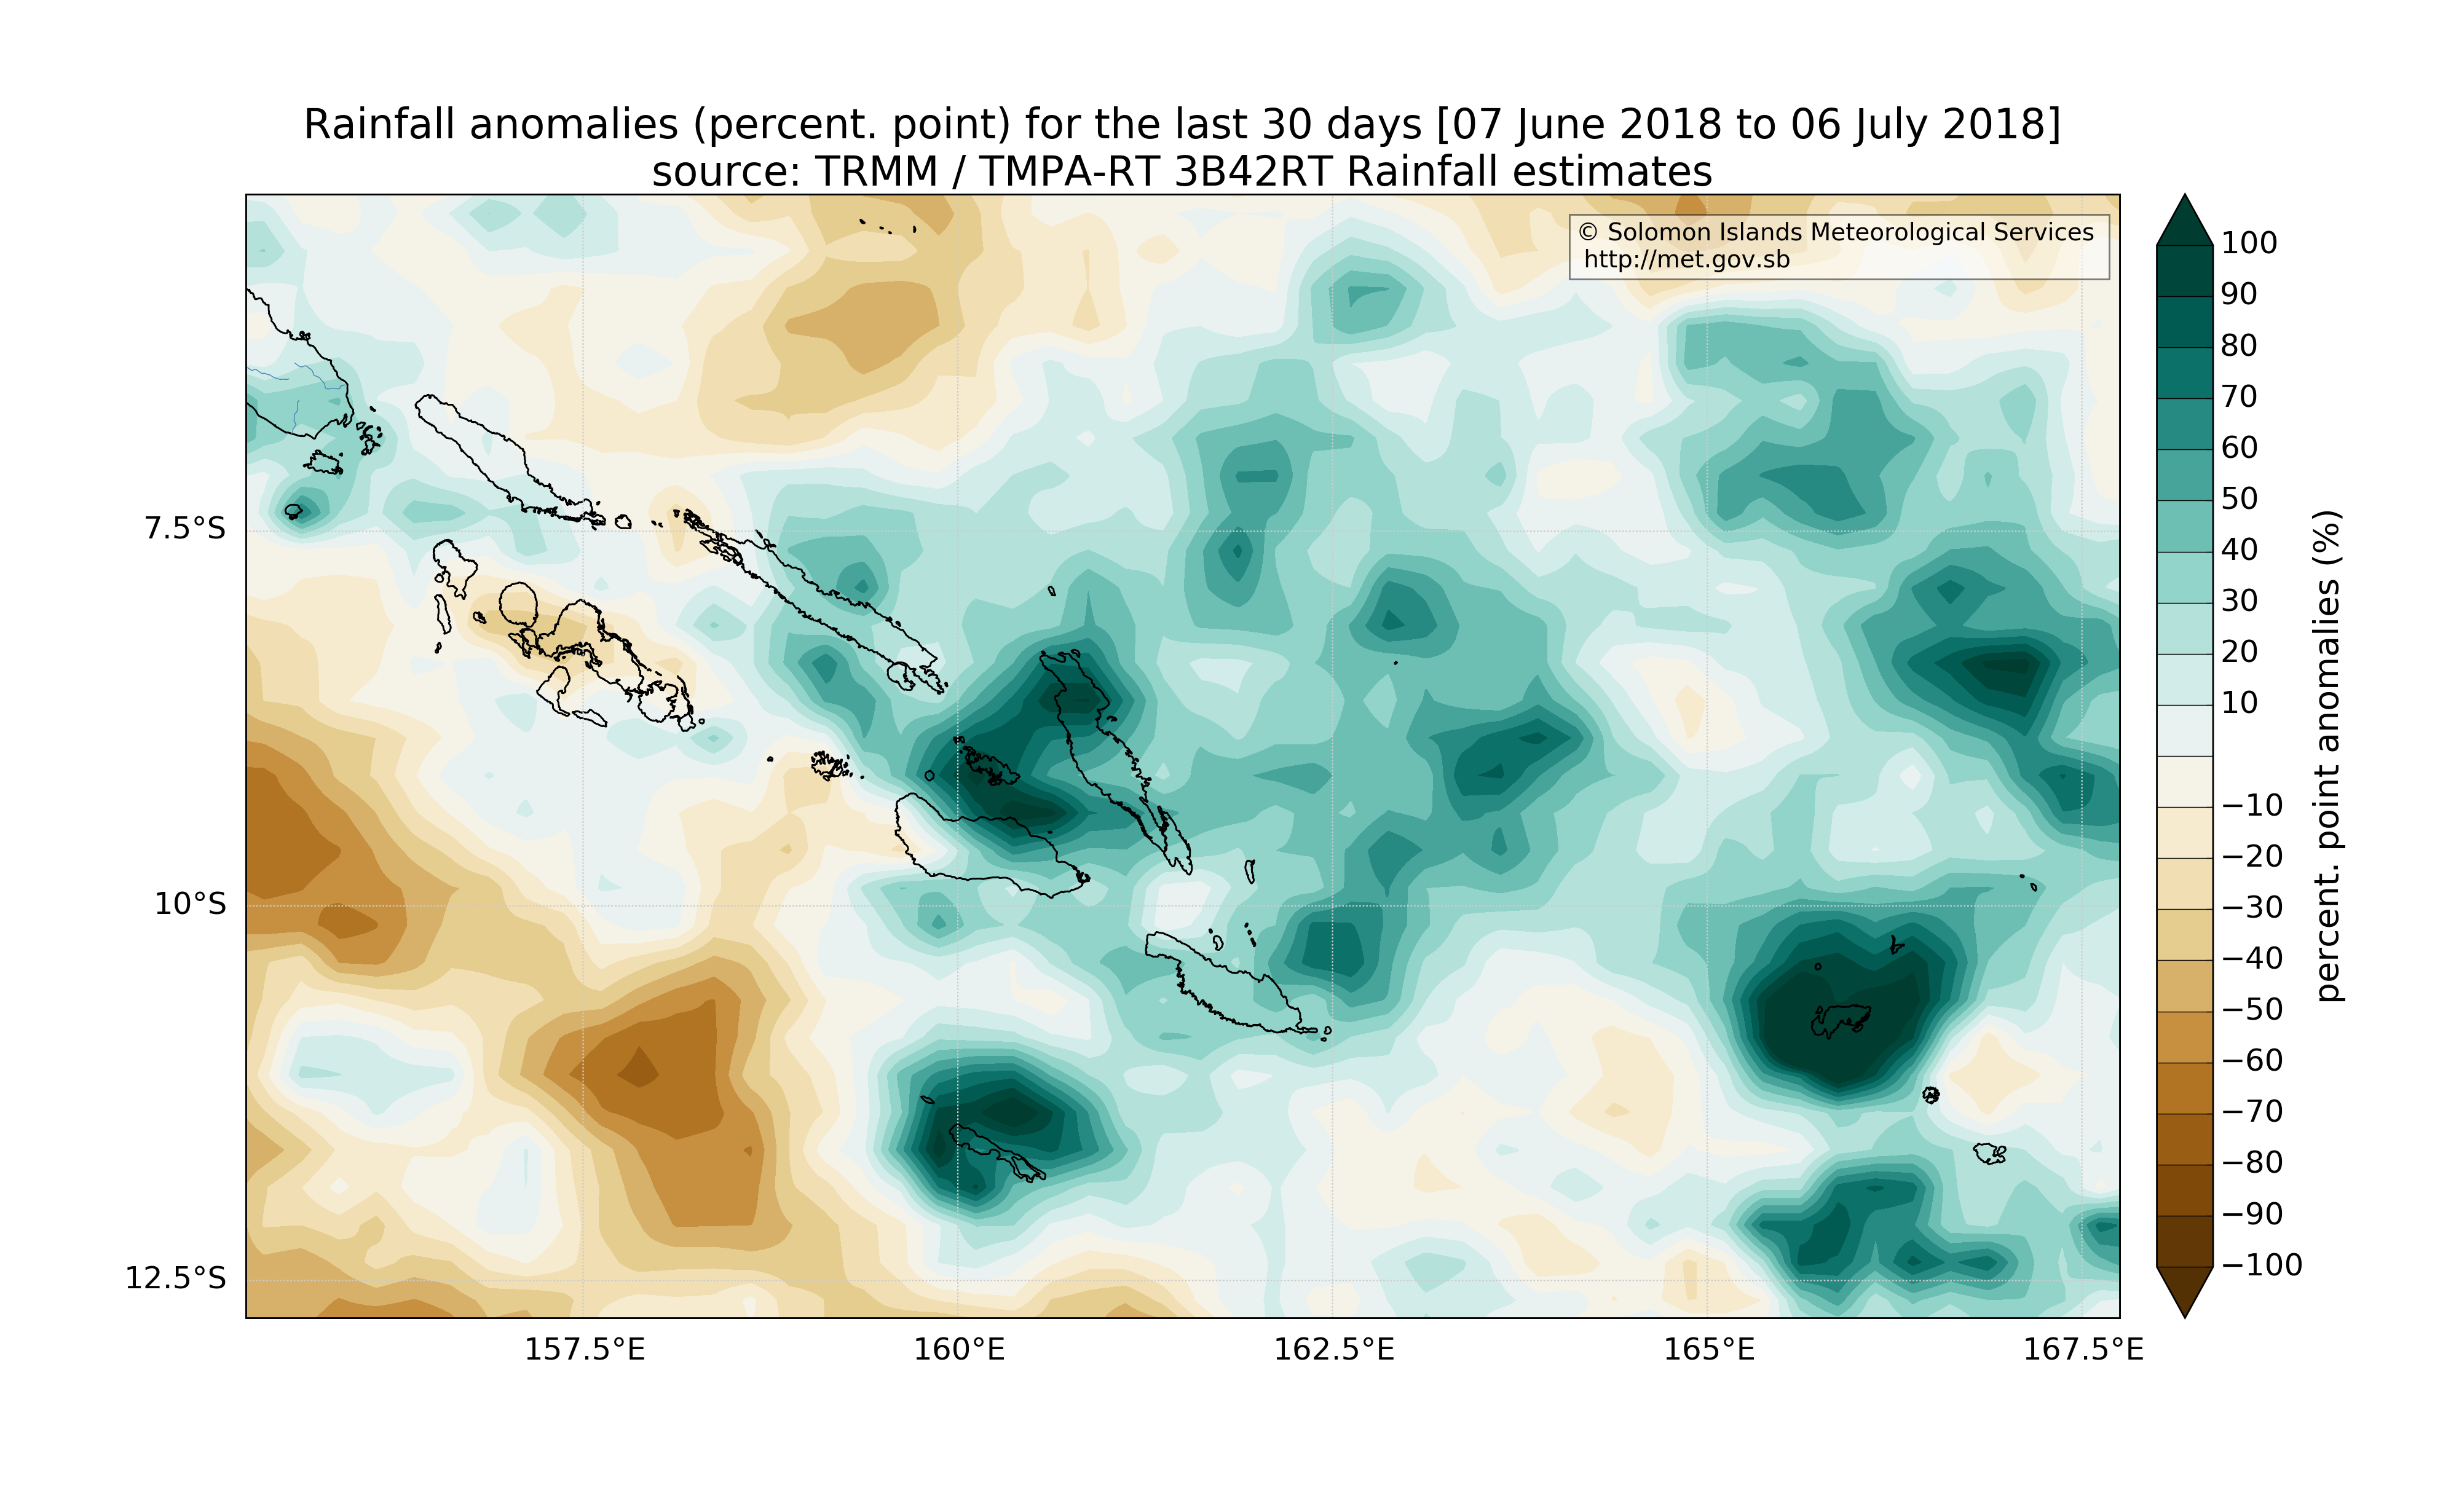 Rainfall anomalies (percent. point) for the last 30 days [07 June 2018 to 06 July 2018]
source: TRMM / TMPA-RT 3B42RT Rainfall estimates
© Solomon Islands Meteorological Services
http://met.gov.sb
7.5°S
10°S
12.5°S
157.5°E
160°E
162.5°E
165°E
167.5°E
100
90
80
70
60
50
40
30
20
10
−10
−20
−30
−40
−50
−60
−70
−80
−90
−100
percent. point anomalies (%)